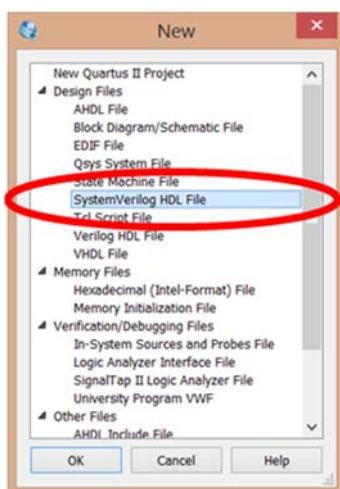 New
New Quartus II Project
Design Files
AHDL File
Block Diagram/Schematic File
EDIF File
Qsys System File
State Machine File
SystemVerilog HDL File
Tcl Script File
Verilog HDL File
VHDL File
Memory Files
Hexadecimal (Intel-Format) File
Memory Initialization File
Verification/Debugging Files
In-System Sources and Probes File
Logic Analyzer Interface File
SignalTap II Logic Analyzer File
University Program VWF
Other Files
AHDL Include File
OK Cancel Help